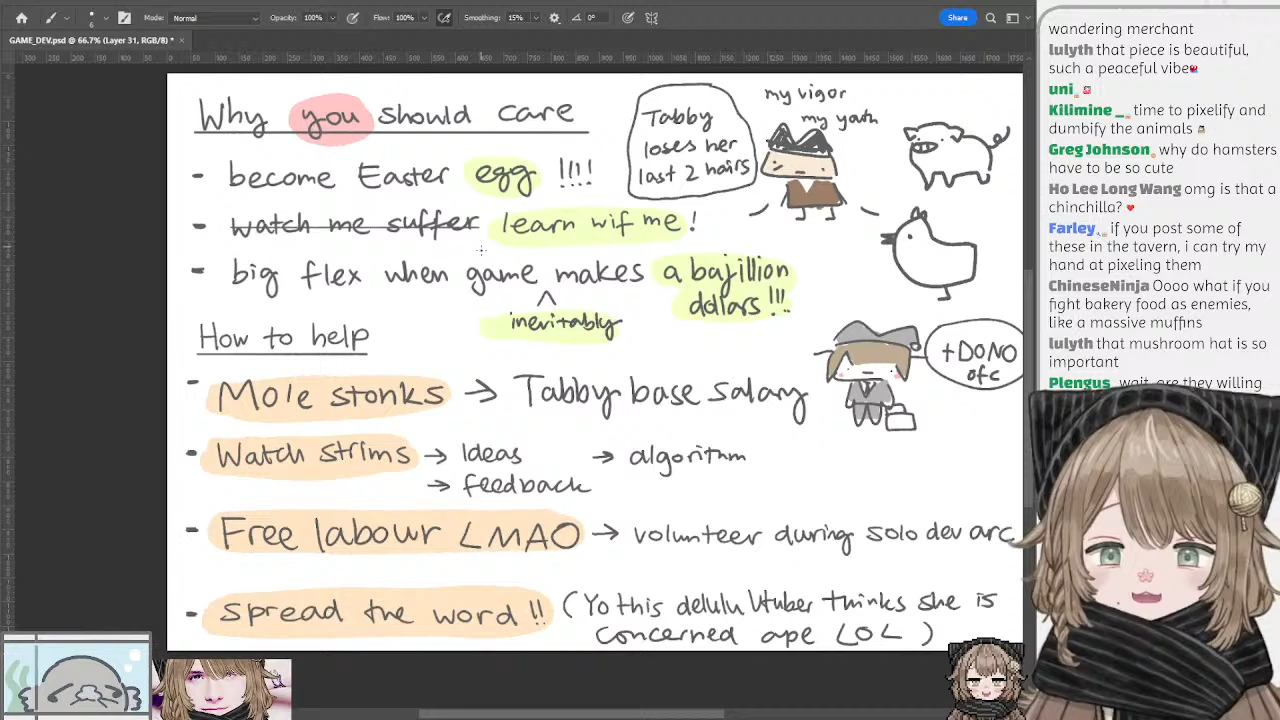 Mode: Normal Opacity: 100% Flow: 100% Smoothing: 15% 0° Share
GAME_DEV.psd @ 66.7% (Layer 31, RGB/8) *
Why you should care
- become Easter egg !!!!
- watch me suffer learn wif me !
- big flex when game makes a bajillion
dollars !!!
^
inevitably
Tabby
loses her
last 2 hairs
my vigor
my youth
How to help
- Mole stonks → Tabby base salary
+DONO
ofc
- Watch strims → Ideas → algorithm
→ feedback
- Free labour LMAO → volunteer during solo dev arc
- spread the word !! (Yo this delulu Vtuber thinks she is
concerned ape LOL )
wandering merchant
lulyth that piece is beautiful,
such a peaceful vibe
uni
Kilimine_ time to pixelify and
dumbify the animals
Greg Johnson why do hamsters
have to be so cute
Ho Lee Long Wang omg is that a
chinchilla?
Farley if you post some of
these in the tavern, i can try my
hand at pixeling them
ChineseNinja Oooo what if you
fight bakery food as enemies,
like a massive muffins
lulyth that mushroom hat is so
important
Plengus wait are they willing